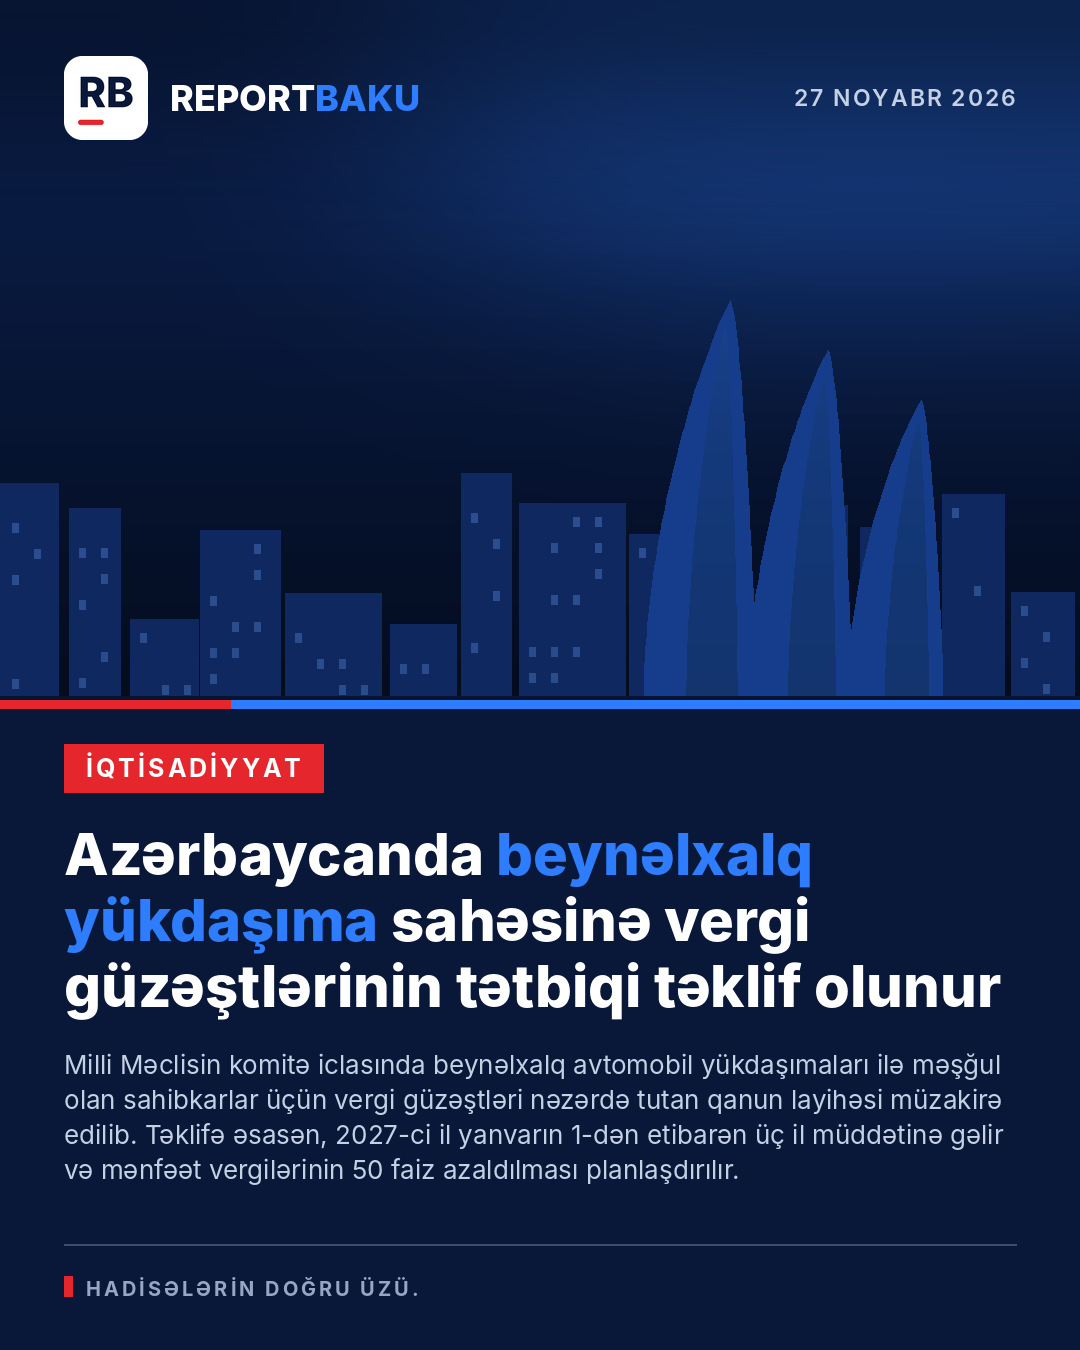 RB
REPORTBAKU
27 NOYABR 2026
İQTİSADİYYAT
Azərbaycanda beynəlxalq
yükdaşıma sahəsinə vergi
güzəştlərinin tətbiqi təklif olunur
Milli Məclisin komitə iclasında beynəlxalq avtomobil yükdaşımaları ilə məşğul
olan sahibkarlar üçün vergi güzəştləri nəzərdə tutan qanun layihəsi müzakirə
edilib. Təklifə əsasən, 2027-ci il yanvarın 1-dən etibarən üç il müddətinə gəlir
və mənfəət vergilərinin 50 faiz azaldılması planlaşdırılır.
HADİSƏLƏRİN DOĞRU ÜZÜ.